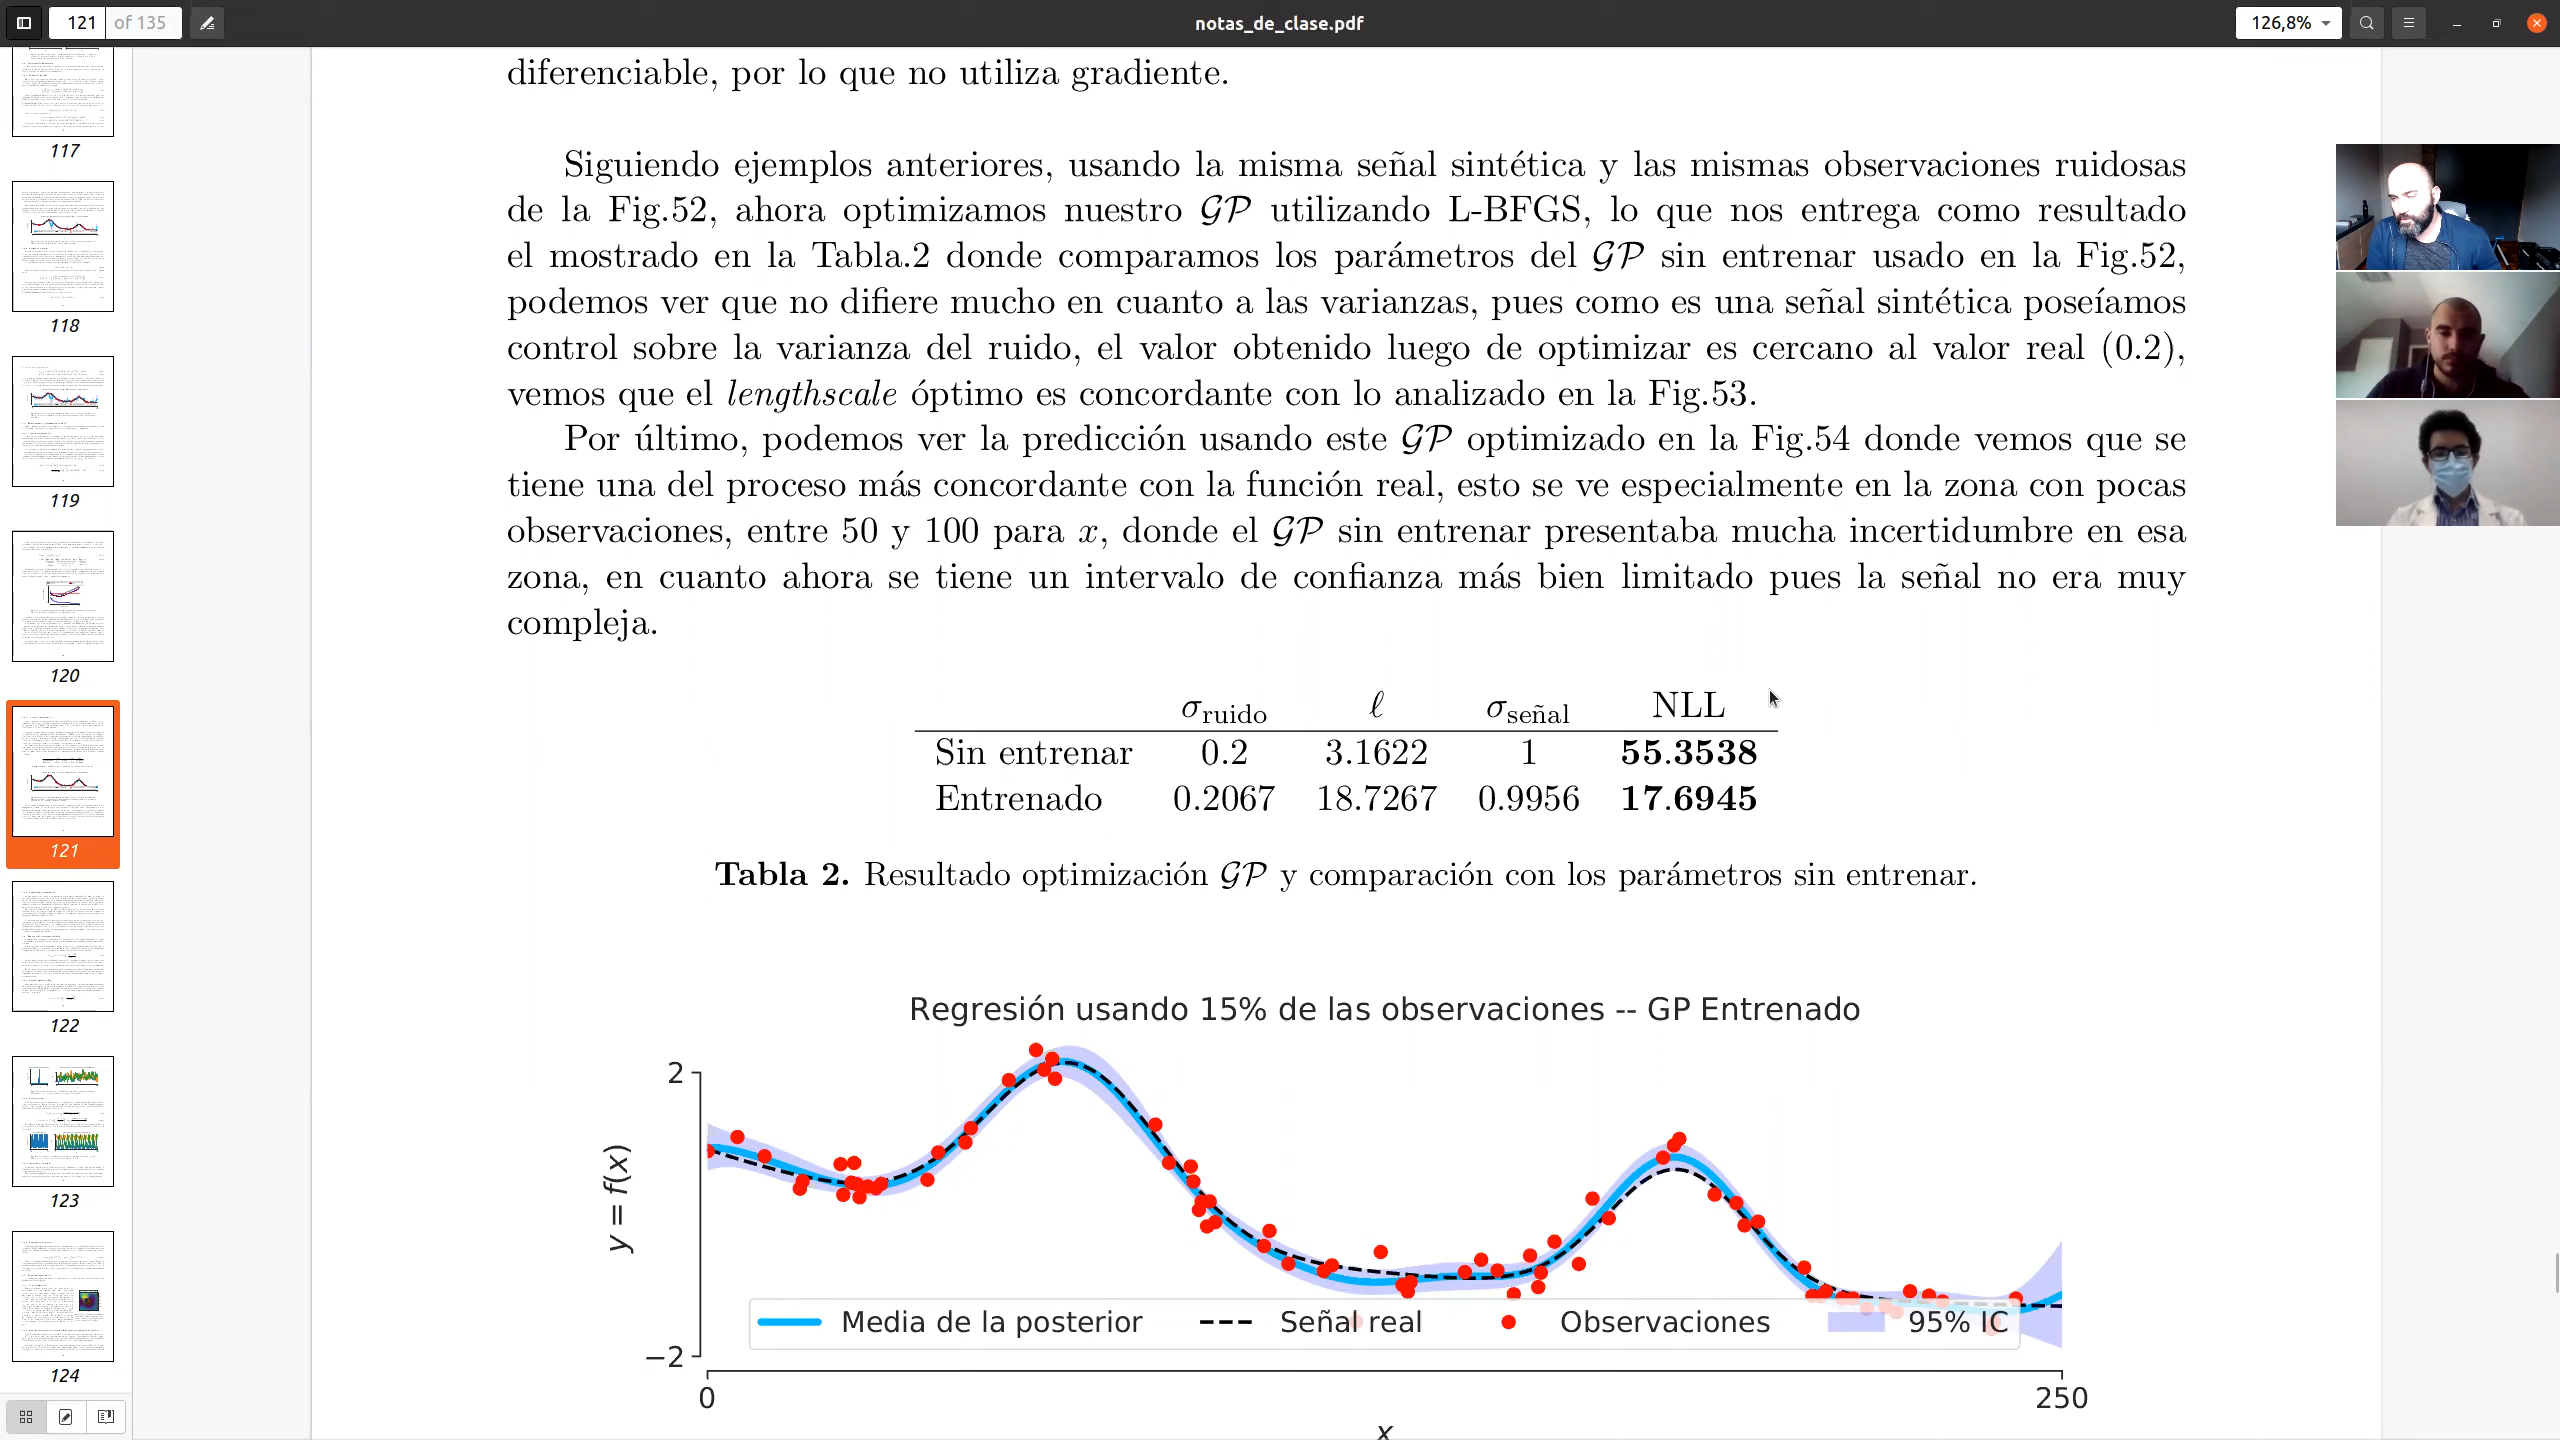 121 of 135
notas_de_clase.pdf
126,8%
117
118
119
120
121
122
123
124
diferenciable, por lo que no utiliza gradiente.
Siguiendo ejemplos anteriores, usando la misma señal sintética y las mismas observaciones ruidosas
de la Fig.52, ahora optimizamos nuestro 𝒢𝒫 utilizando L-BFGS, lo que nos entrega como resultado
el mostrado en la Tabla.2 donde comparamos los parámetros del 𝒢𝒫 sin entrenar usado en la Fig.52,
podemos ver que no difiere mucho en cuanto a las varianzas, pues como es una señal sintética poseíamos
control sobre la varianza del ruido, el valor obtenido luego de optimizar es cercano al valor real (0.2),
vemos que el lengthscale óptimo es concordante con lo analizado en la Fig.53.
Por último, podemos ver la predicción usando este 𝒢𝒫 optimizado en la Fig.54 donde vemos que se
tiene una del proceso más concordante con la función real, esto se ve especialmente en la zona con pocas
observaciones, entre 50 y 100 para x, donde el 𝒢𝒫 sin entrenar presentaba mucha incertidumbre en esa
zona, en cuanto ahora se tiene un intervalo de confianza más bien limitado pues la señal no era muy
compleja.
σruido ℓ σseñal NLL
Sin entrenar 0.2 3.1622 1 55.3538
Entrenado 0.2067 18.7267 0.9956 17.6945
Tabla 2. Resultado optimización 𝒢𝒫 y comparación con los parámetros sin entrenar.
Regresión usando 15% de las observaciones -- GP Entrenado
2
y = f(x)
−2
Media de la posterior Señal real Observaciones 95% IC
0 250
x